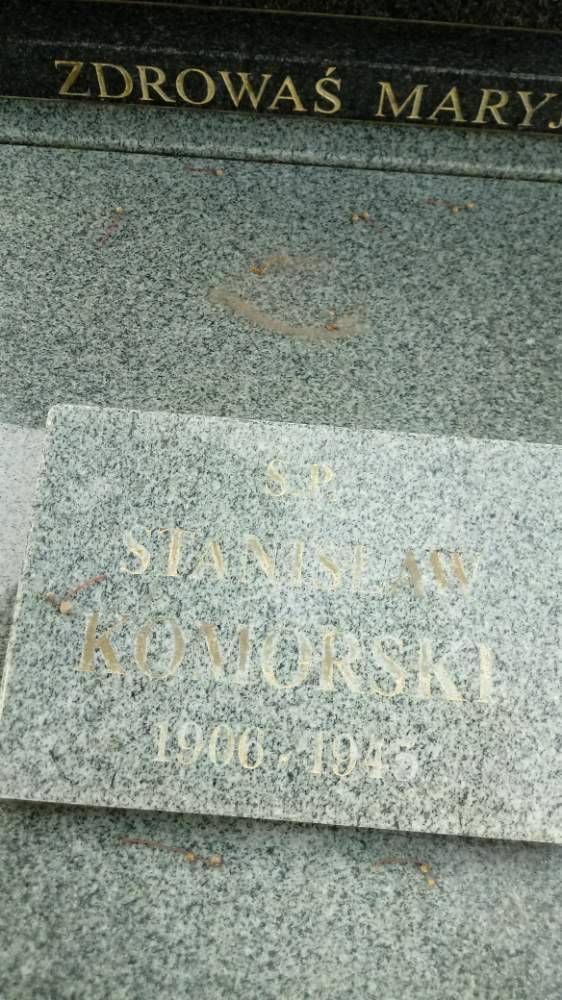 ZDROWAŚ MARYJ
Ś.P.
STANISŁAW
KOMORSKI
1906 - 1945